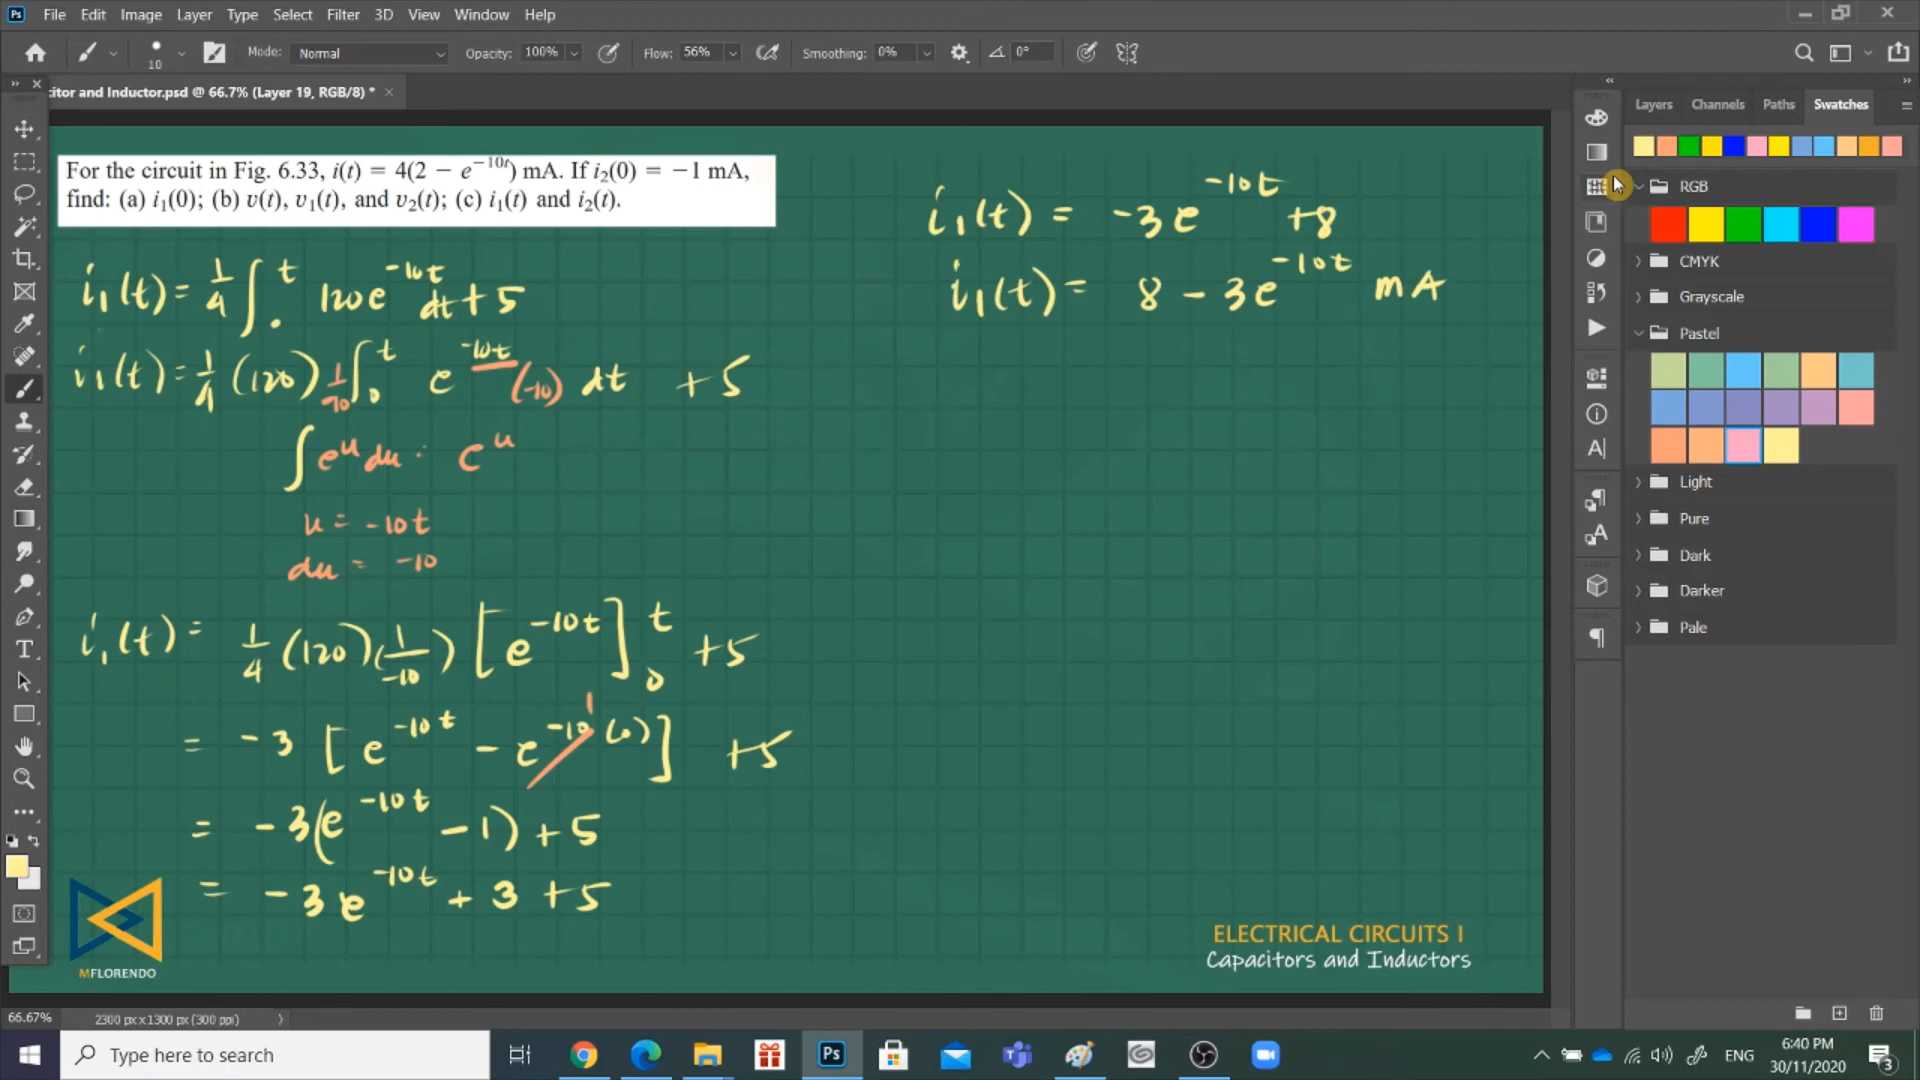 Ps File Edit Image Layer Type Select Filter 3D View Window Help
10 Mode: Normal Opacity: 100% Flow: 56% Smoothing: 0% 0°
citor and Inductor.psd @ 66.7% (Layer 19, RGB/8) *
Layers Channels Paths Swatches
RGB
CMYK
Grayscale
Pastel
Light
Pure
Dark
Darker
Pale
For the circuit in Fig. 6.33, i(t) = 4(2 − e^−10t) mA. If i₂(0) = −1 mA,
find: (a) i₁(0); (b) v(t), v₁(t), and v₂(t); (c) i₁(t) and i₂(t).
i₁(t) = 1/4 ∫₀^t 120e^-10t dt + 5
i₁(t) = 1/4 (120) 1/-10 ∫₀^t e^-10t (-10) dt + 5
∫e^u du = e^u
u = -10t
du = -10
i₁(t) = 1/4 (120)(1/-10) [e^-10t]₀^t + 5
= -3 [e^-10t - e^-10(0)] + 5
1
= -3(e^-10t - 1) + 5
= -3e^-10t + 3 + 5
i₁(t) = -3e^-10t + 8
i₁(t) = 8 - 3e^-10t mA
MFLORENDO
ELECTRICAL CIRCUITS I
Capacitors and Inductors
66.67% 2300 px x 1300 px (300 ppi)
Type here to search
Ps
ENG
6:40 PM
30/11/2020
3